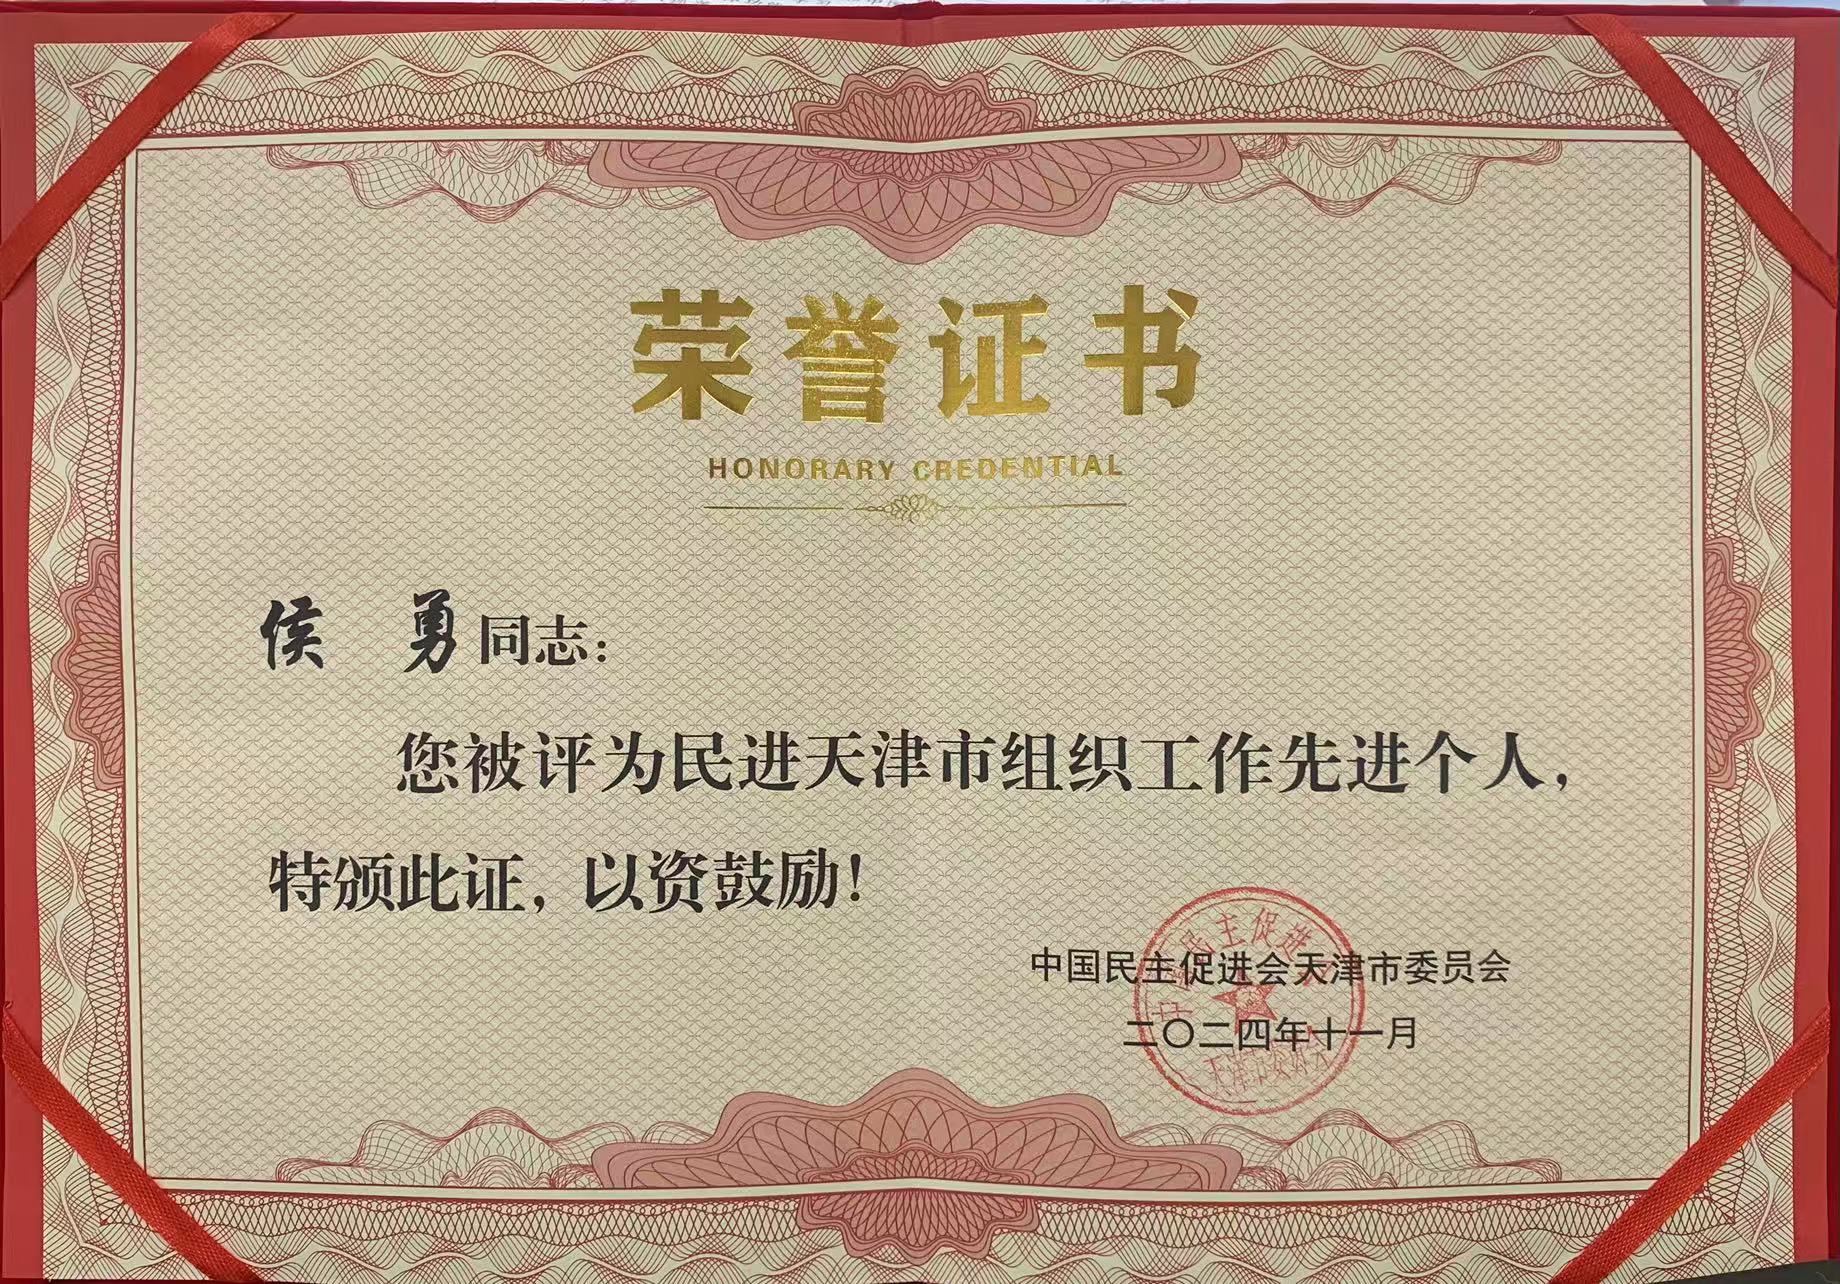 荣誉证书
HONORARY CREDENTIAL
侯 勇同志：
您被评为民进天津市组织工作先进个人，
特颁此证，以资鼓励！
中国民主促进会天津市委员会
二〇二四年十一月